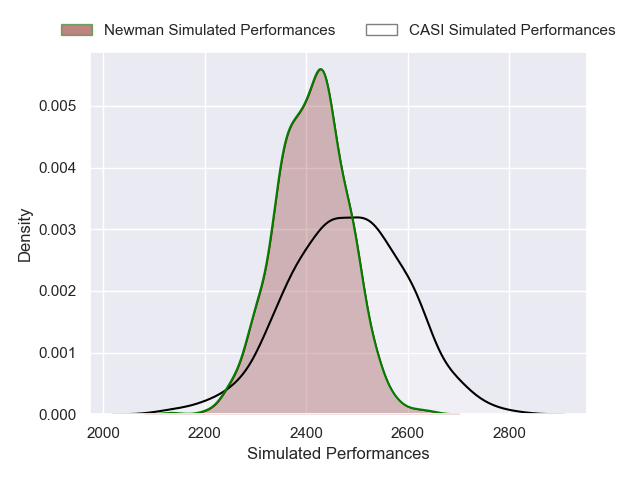 Newman Simulated Performances
CASI Simulated Performances
0.005
0.004
0.003
0.002
0.001
0.000
Density
2000
2200
2400
2600
2800
Simulated Performances